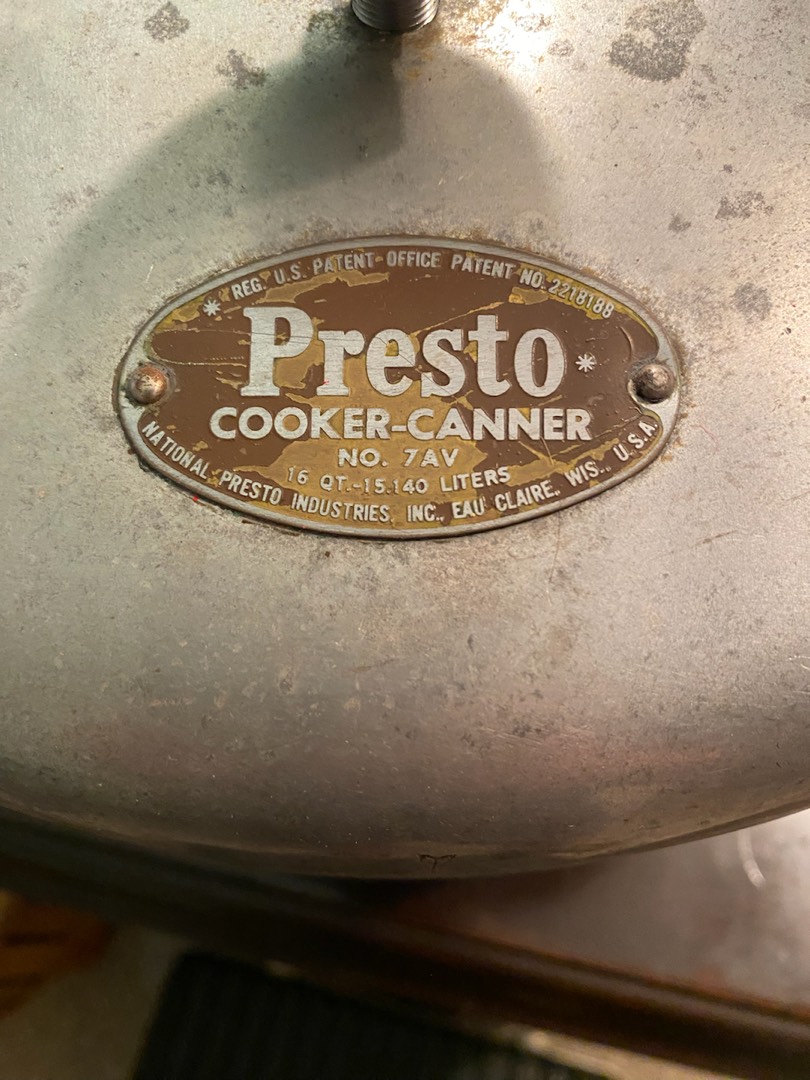 * REG. U.S. PATENT OFFICE PATENT NO. 2218188
Presto *
COOKER-CANNER
NO. 7AV
16 QT.-15.140 LITERS
NATIONAL PRESTO INDUSTRIES, INC., EAU CLAIRE, WIS., U.S.A.